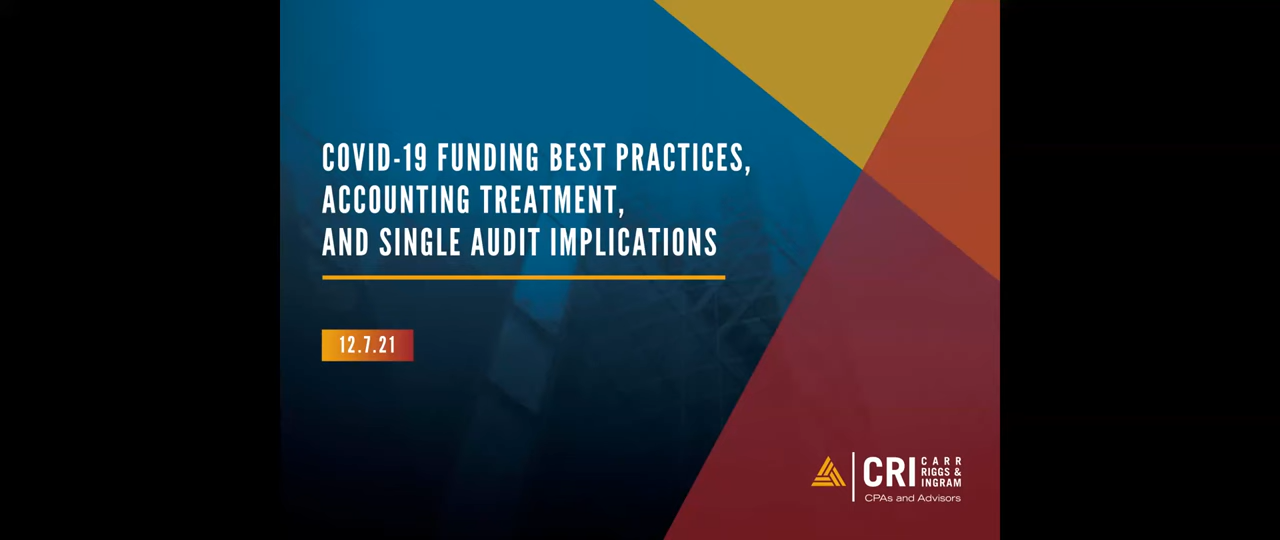 COVID-19 FUNDING BEST PRACTICES,
ACCOUNTING TREATMENT,
AND SINGLE AUDIT IMPLICATIONS
12.7.21
CRI
CARR
RIGGS &
INGRAM
CPAs and Advisors